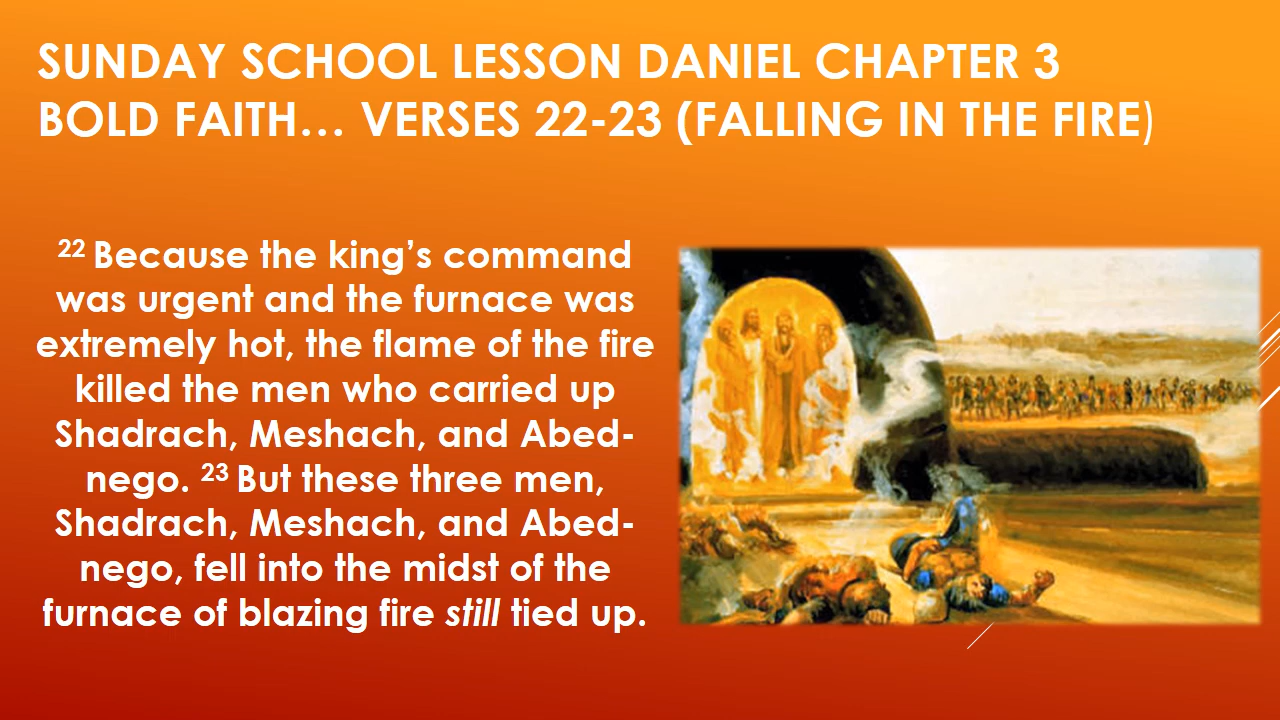 SUNDAY SCHOOL LESSON DANIEL CHAPTER 3
BOLD FAITH… VERSES 22-23 (FALLING IN THE FIRE)
22 Because the king’s command
was urgent and the furnace was
extremely hot, the flame of the fire
killed the men who carried up
Shadrach, Meshach, and Abed-
nego. 23 But these three men,
Shadrach, Meshach, and Abed-
nego, fell into the midst of the
furnace of blazing fire still tied up.